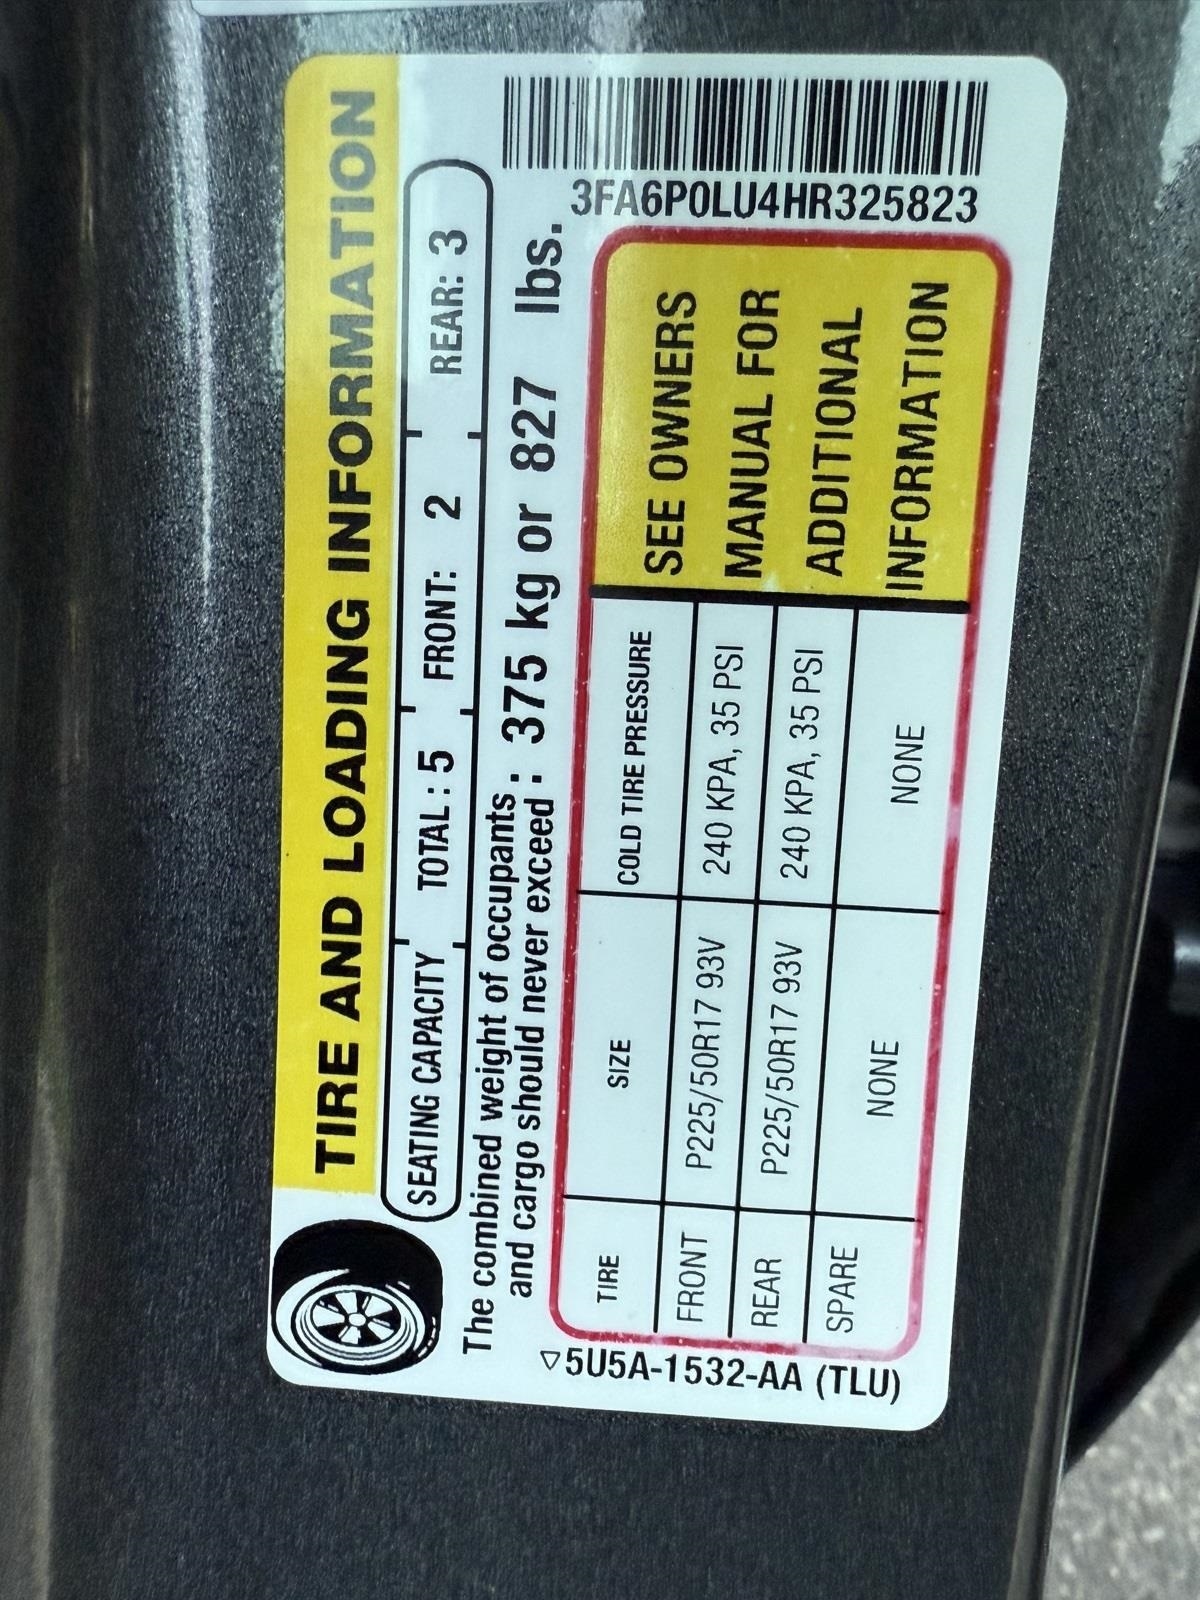 TIRE AND LOADING INFORMATION
SEATING CAPACITY TOTAL : 5 FRONT: 2 REAR: 3
The combined weight of occupants
and cargo should never exceed : 375 kg or 827 lbs.
3FA6P0LU4HR325823
TIRE SIZE COLD TIRE PRESSURE
FRONT P225/50R17 93V 240 KPA, 35 PSI
REAR P225/50R17 93V 240 KPA, 35 PSI
SPARE NONE NONE
SEE OWNERS
MANUAL FOR
ADDITIONAL
INFORMATION
▽5U5A-1532-AA (TLU)